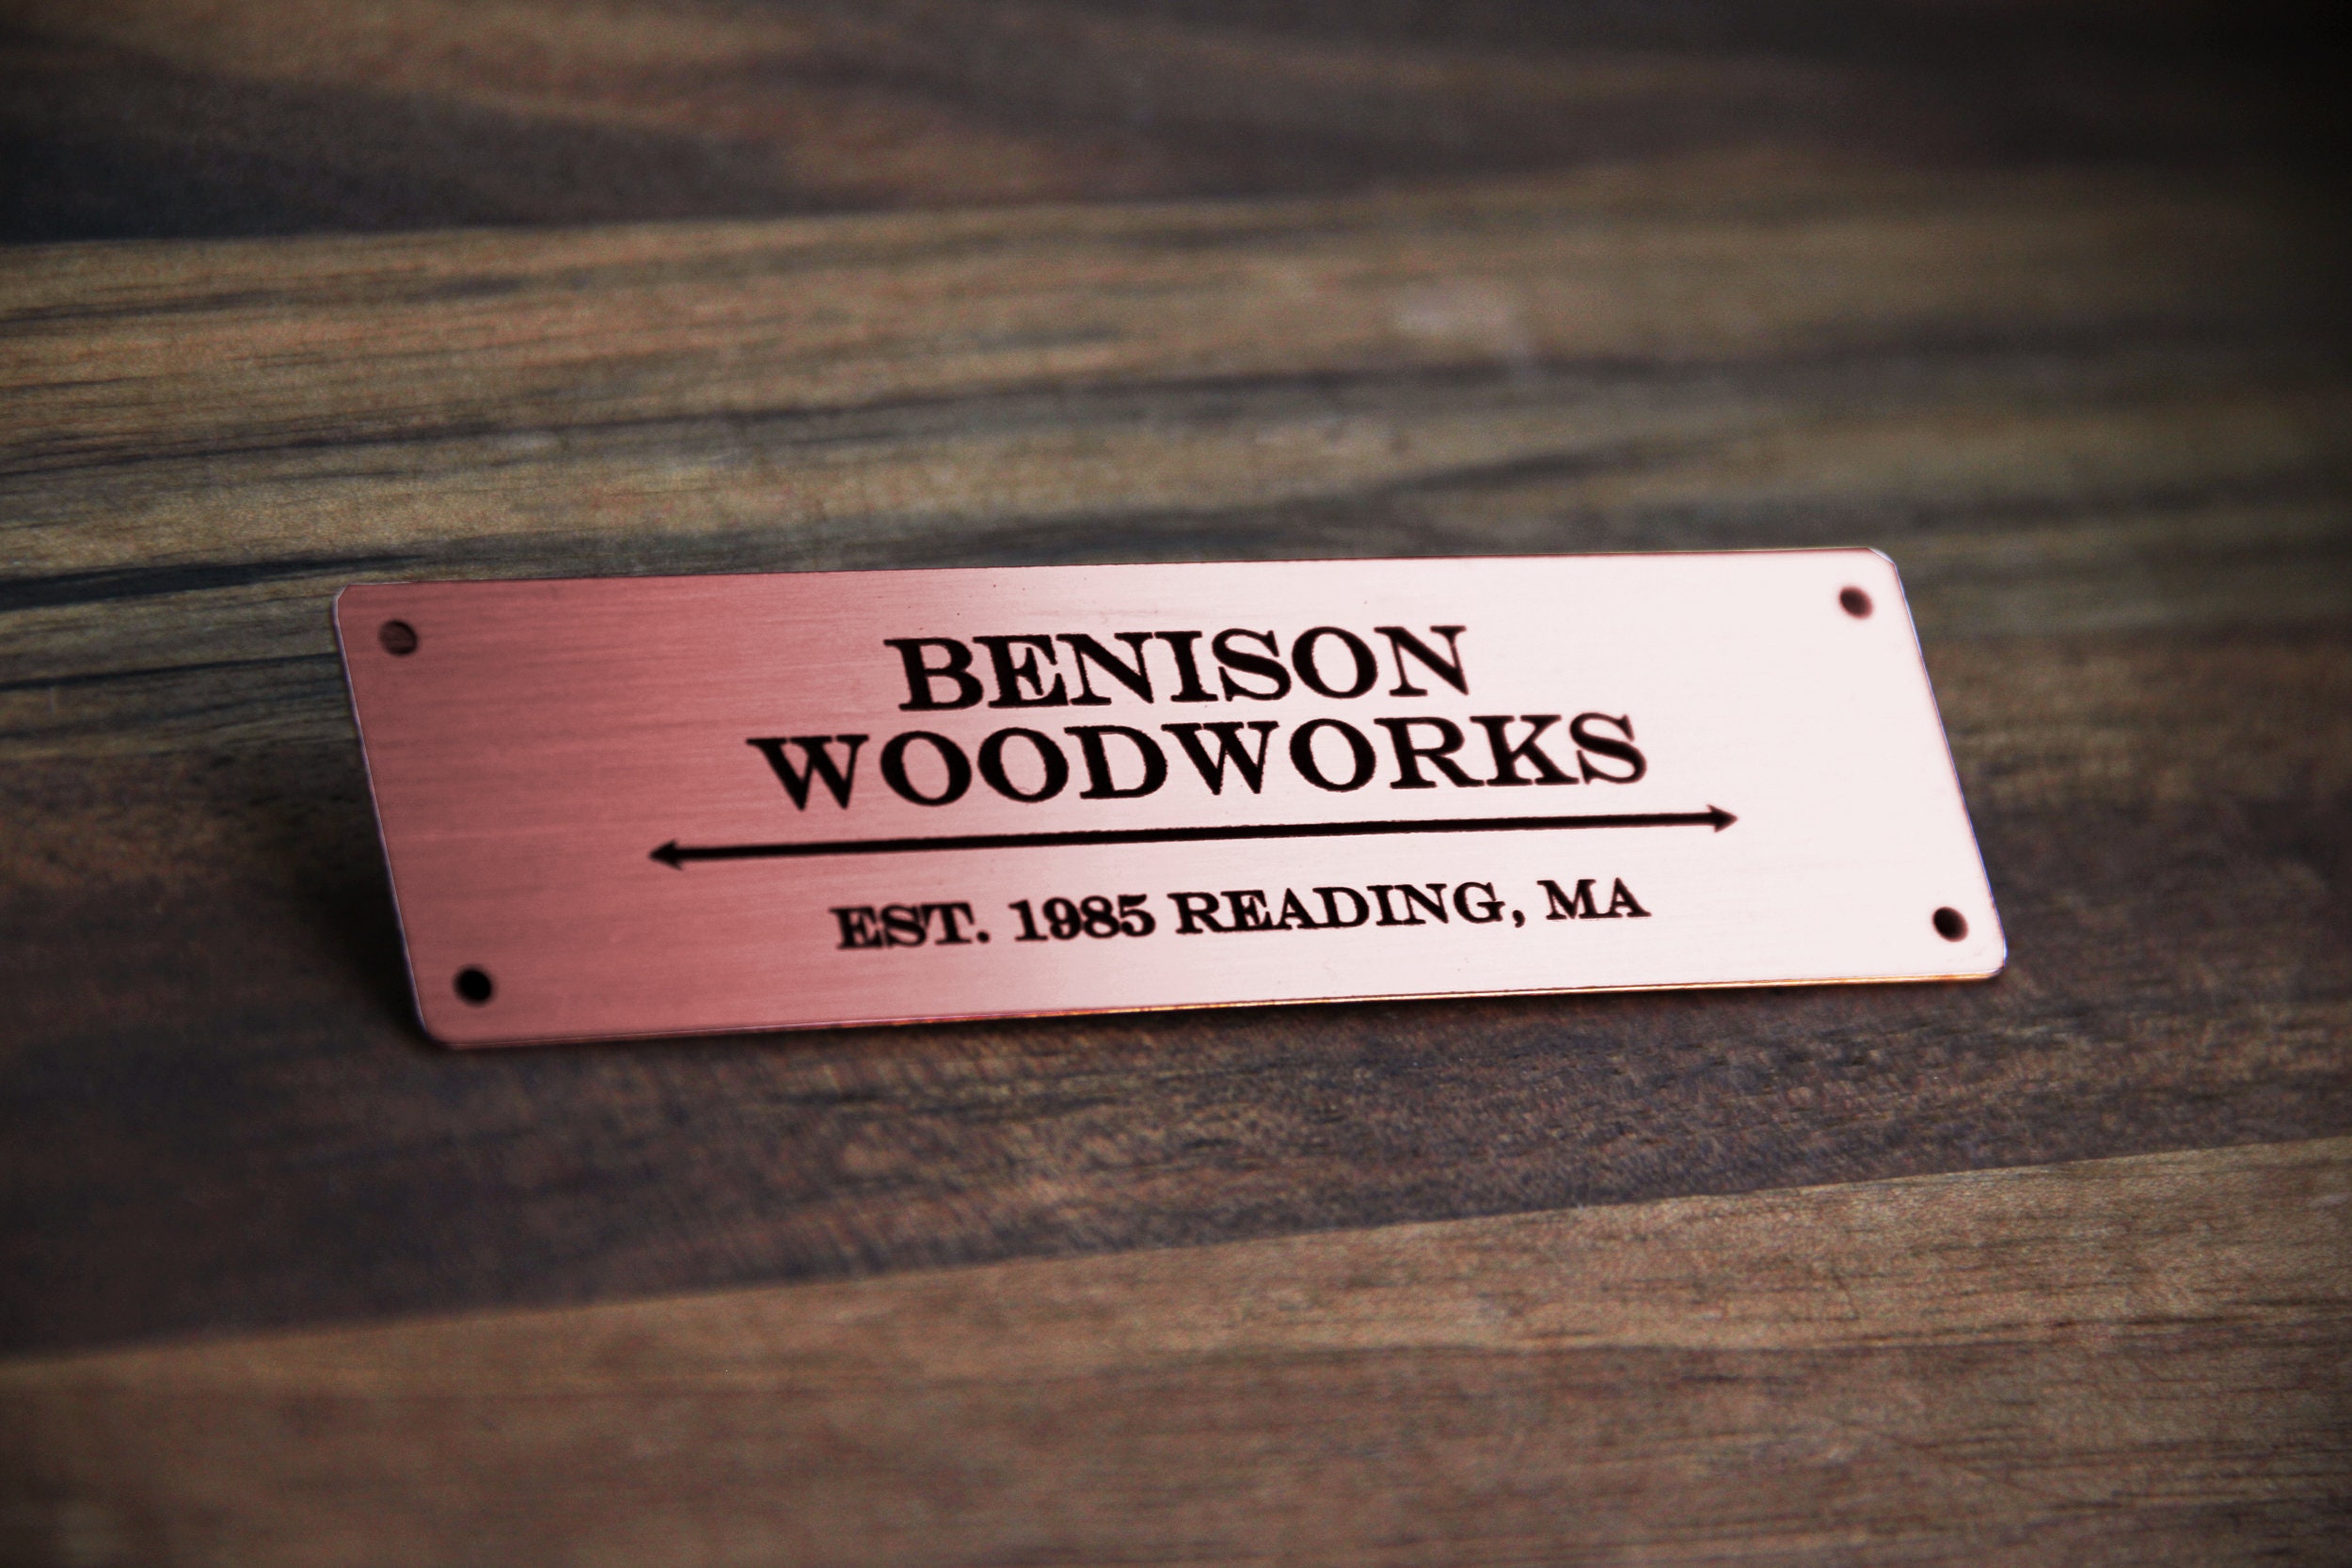 BENISON
WOODWORKS
EST. 1985 READING, MA